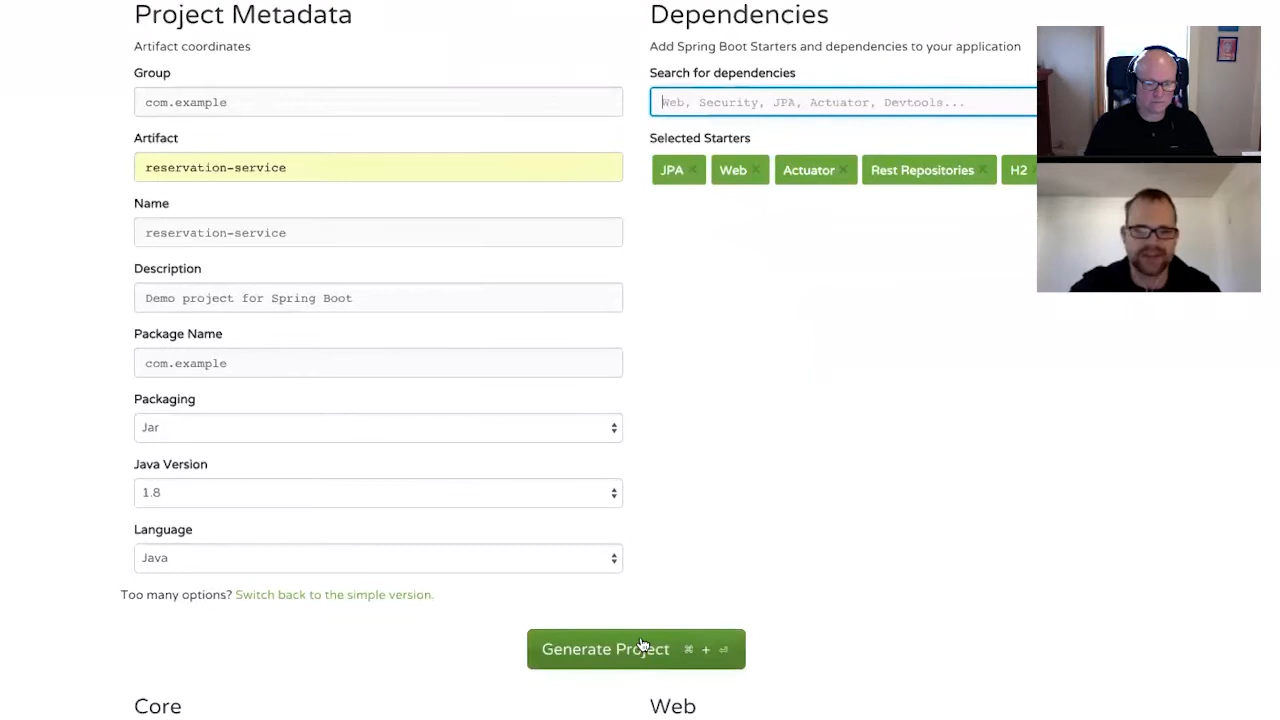 Project Metadata
Artifact coordinates
Group
com.example
Artifact
reservation-service
Name
reservation-service
Description
Demo project for Spring Boot
Package Name
com.example
Packaging
Jar
Java Version
1.8
Language
Java
Too many options? Switch back to the simple version.
Dependencies
Add Spring Boot Starters and dependencies to your application
Search for dependencies
Web, Security, JPA, Actuator, Devtools...
Selected Starters
JPA × Web × Actuator × Rest Repositories × H2
Generate Project ⌘ + ⏎
Core
Web